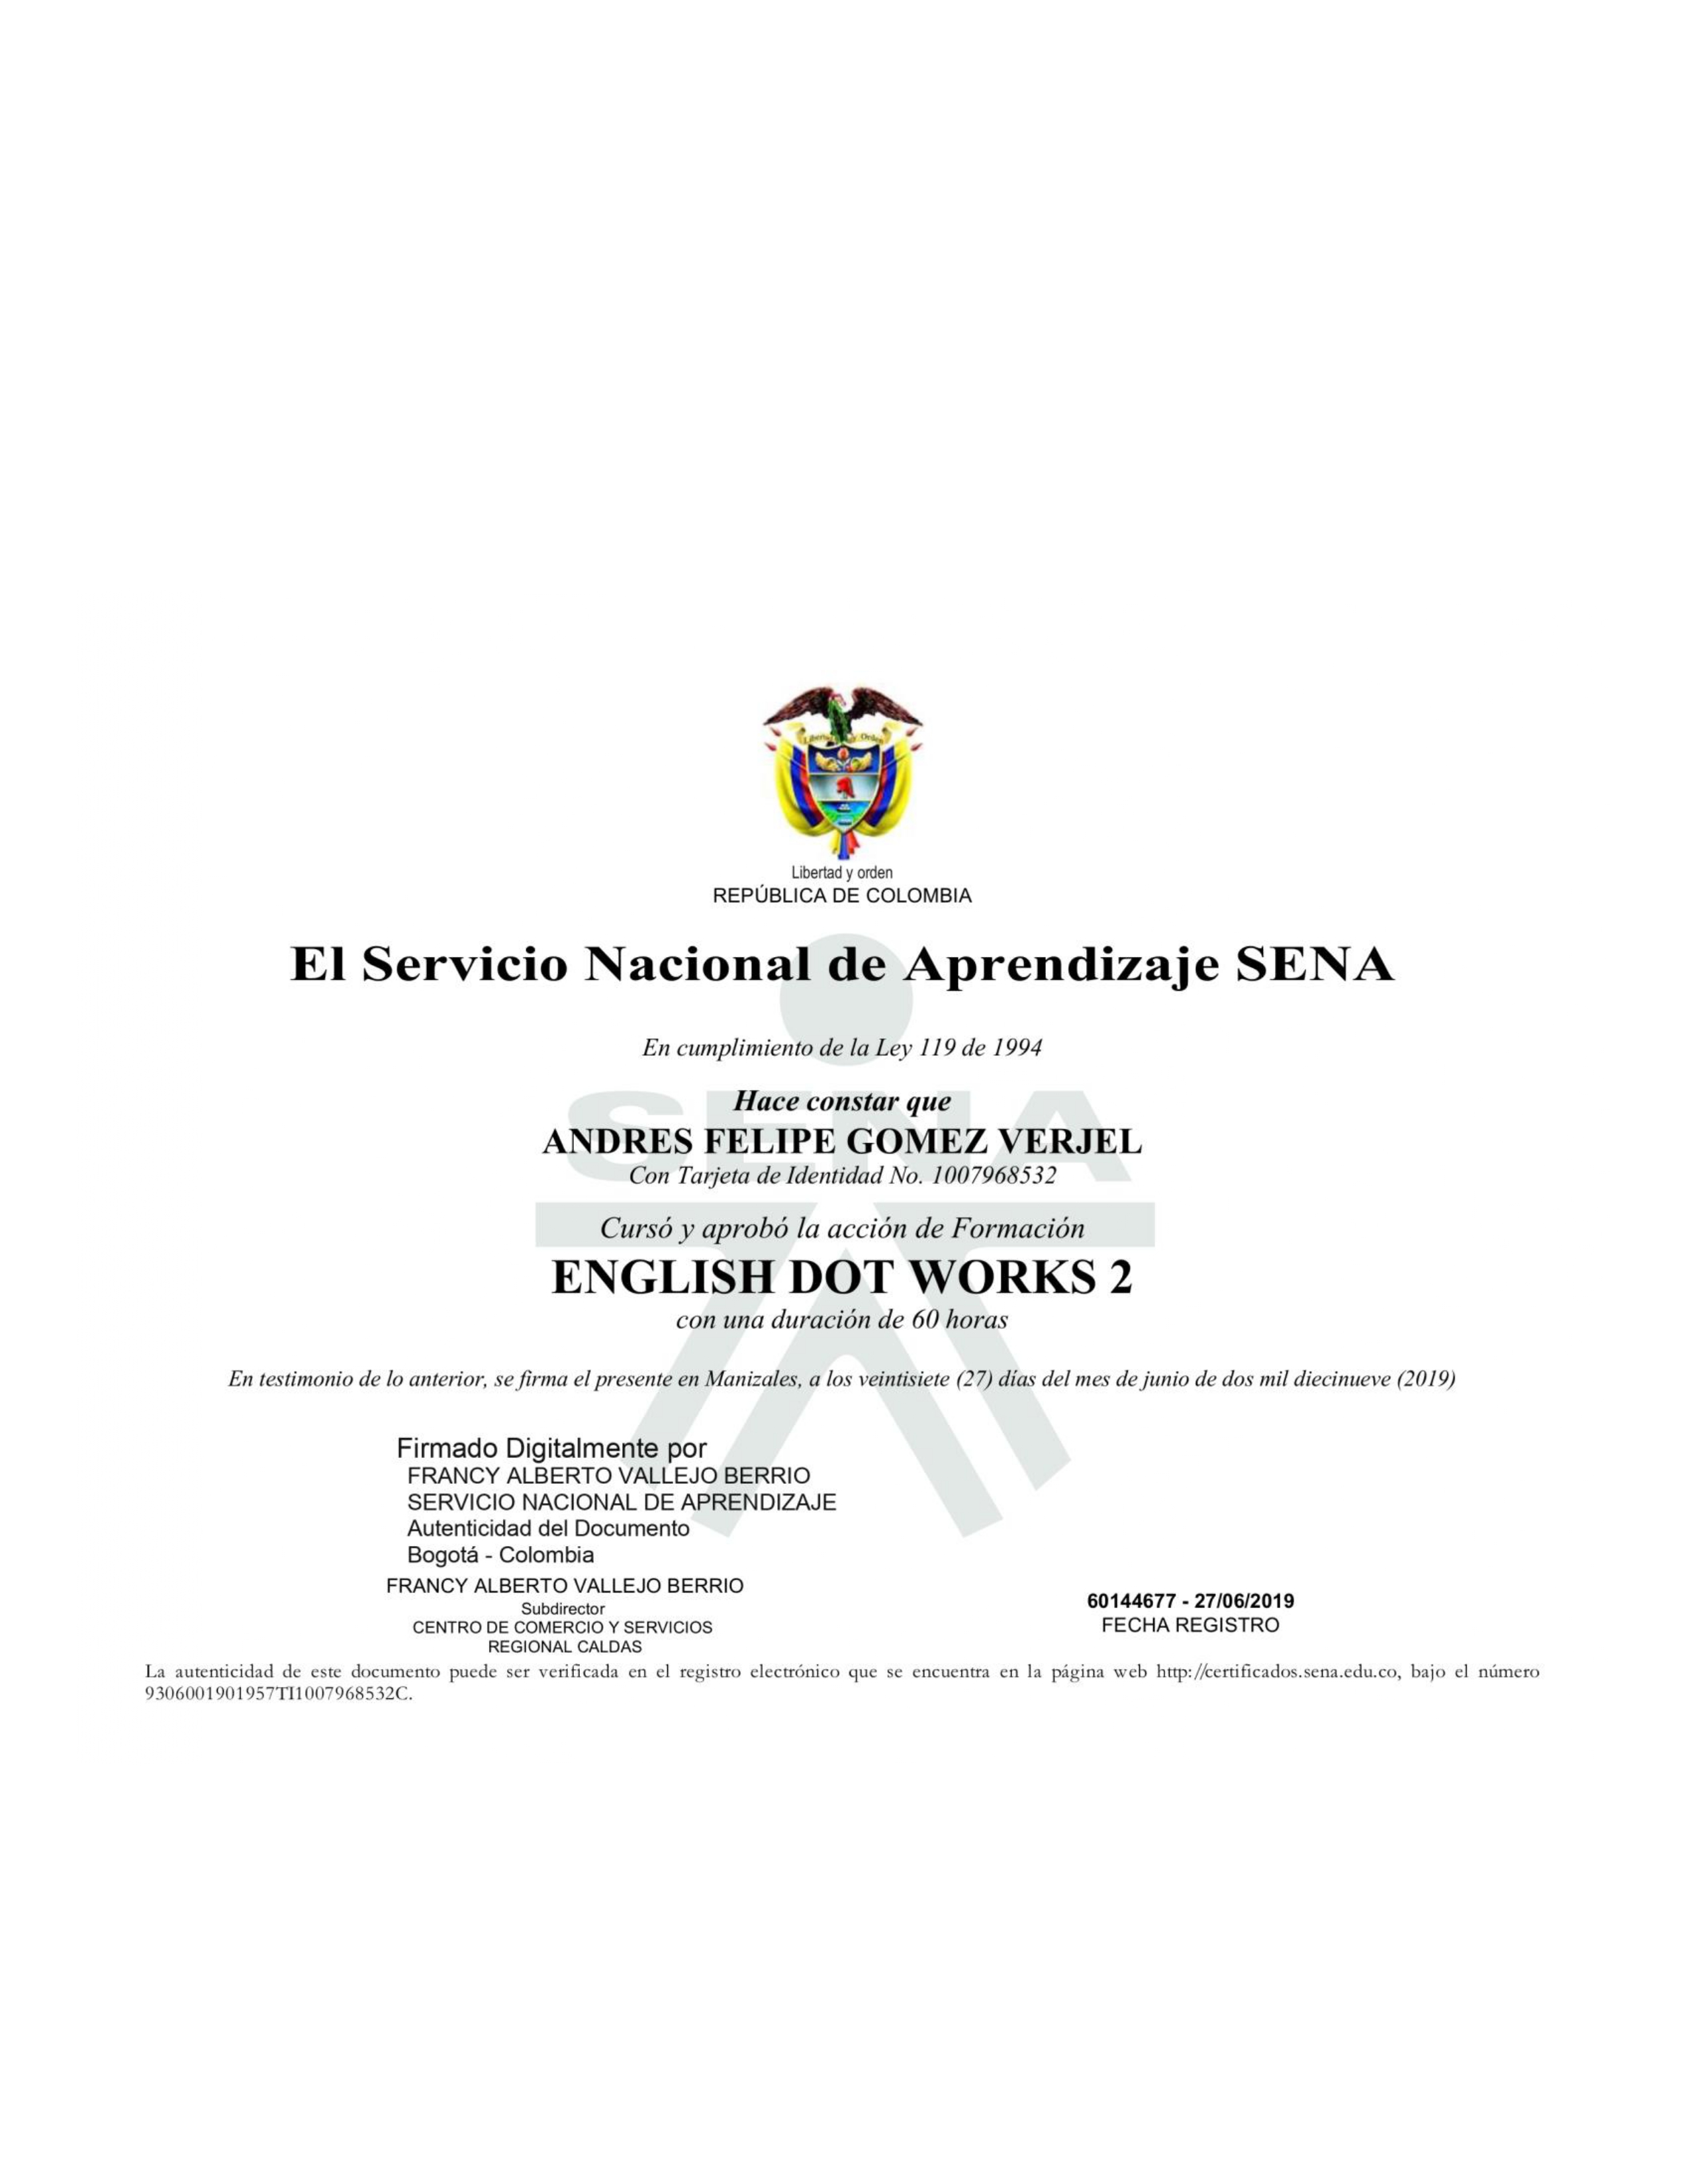 Libertad y Orden
Libertad y orden
REPÚBLICA DE COLOMBIA
El Servicio Nacional de Aprendizaje SENA
En cumplimiento de la Ley 119 de 1994
SENA
Hace constar que
ANDRES FELIPE GOMEZ VERJEL
Con Tarjeta de Identidad No. 1007968532
Cursó y aprobó la acción de Formación
ENGLISH DOT WORKS 2
con una duración de 60 horas
En testimonio de lo anterior, se firma el presente en Manizales, a los veintisiete (27) días del mes de junio de dos mil diecinueve (2019)
Firmado Digitalmente por
FRANCY ALBERTO VALLEJO BERRIO
SERVICIO NACIONAL DE APRENDIZAJE
Autenticidad del Documento
Bogotá - Colombia
FRANCY ALBERTO VALLEJO BERRIO
Subdirector
CENTRO DE COMERCIO Y SERVICIOS
REGIONAL CALDAS
60144677 - 27/06/2019
FECHA REGISTRO
La autenticidad de este documento puede ser verificada en el registro electrónico que se encuentra en la página web http://certificados.sena.edu.co, bajo el número
9306001901957TI1007968532C.